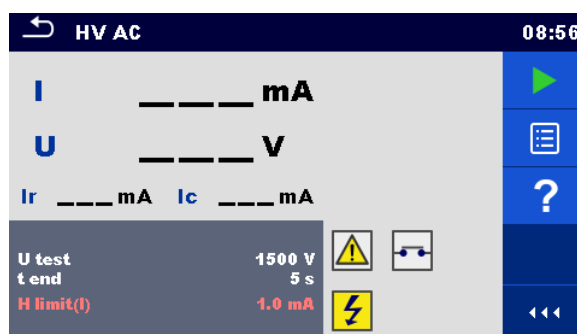 HV AC 08:56
I ___ mA
U ___ V
Ir ___ mA Ic ___ mA
U test 1500 V
t end 5 s
H limit(I) 1.0 mA
?